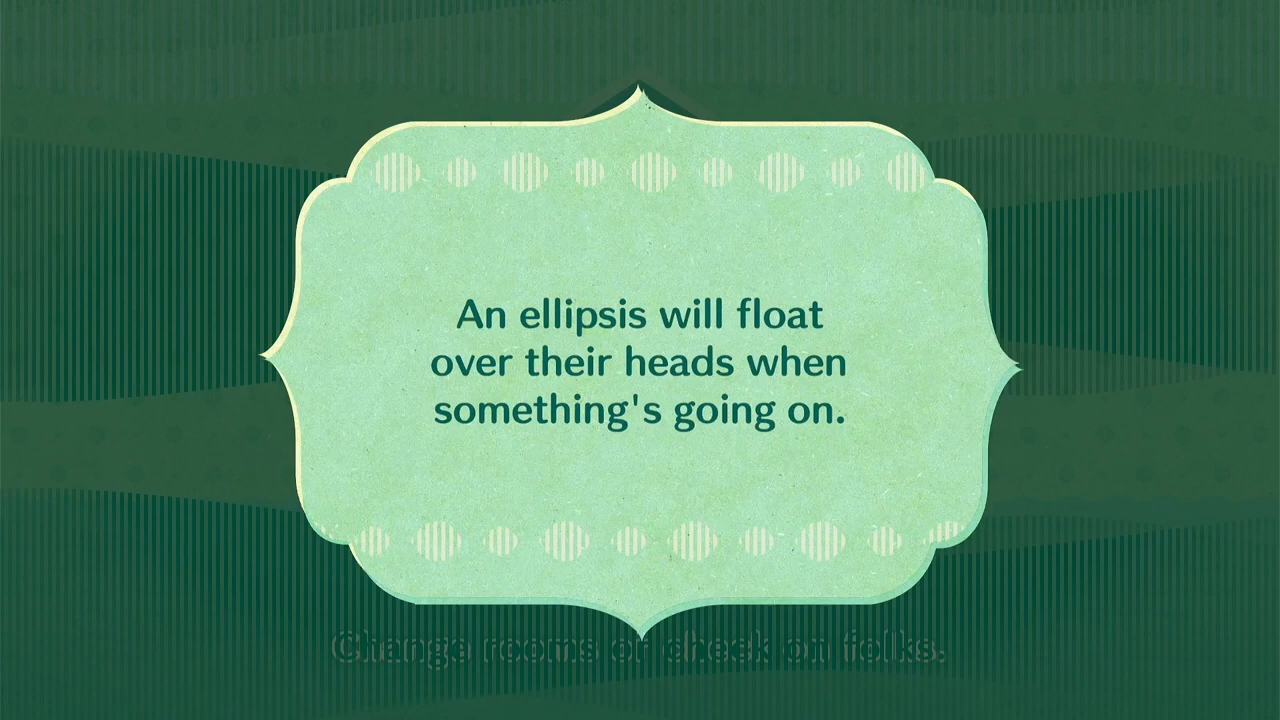 An ellipsis will float
over their heads when
something's going on.
Change rooms or check on folks.